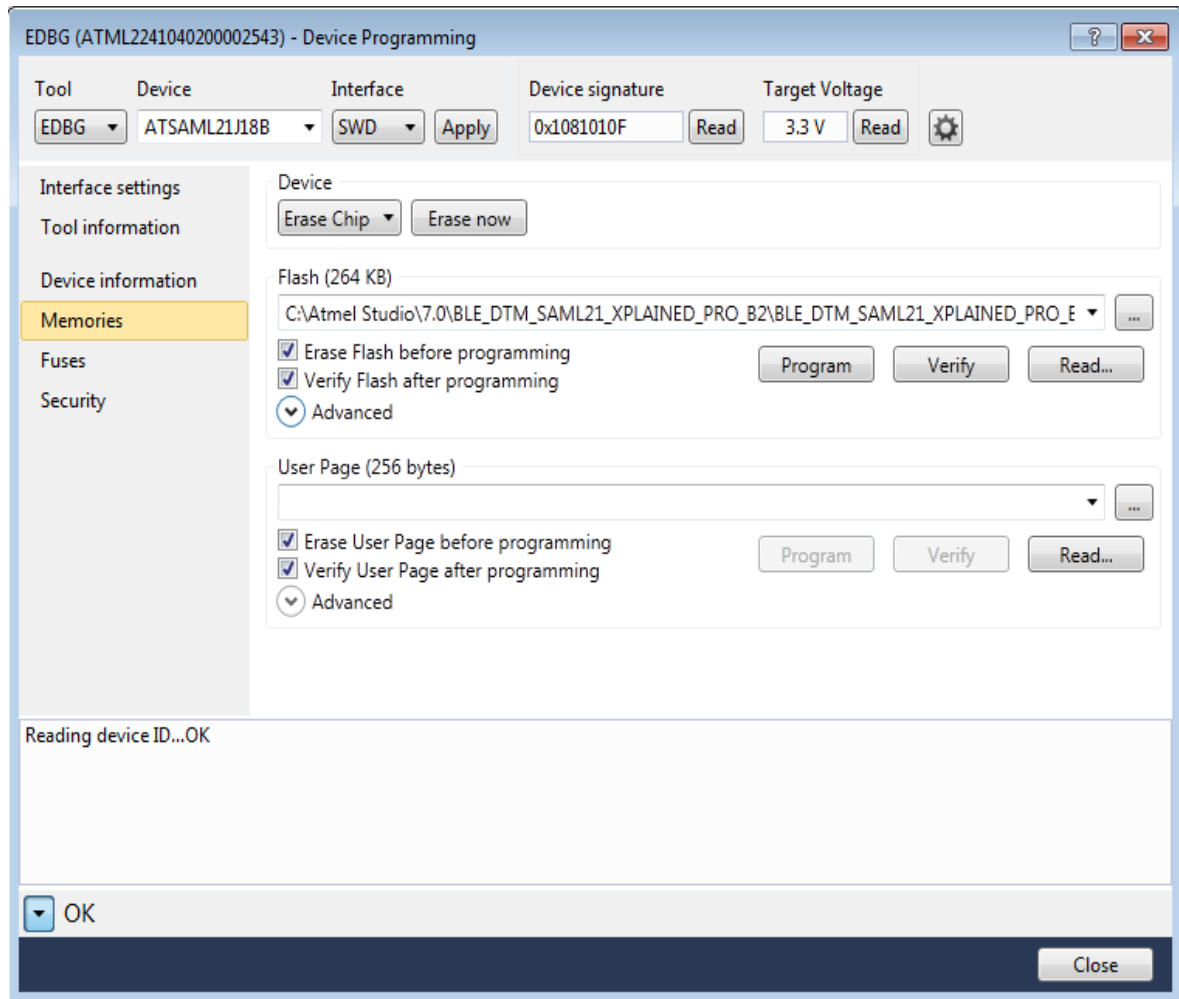 EDBG (ATML2241040200002543) - Device Programming
Tool Device Interface Device signature Target Voltage
EDBG ATSAML21J18B SWD Apply 0x1081010F Read 3.3 V Read
Interface settings
Tool information
Device information
Memories
Fuses
Security
Device
Erase Chip Erase now
Flash (264 KB)
C:\Atmel Studio\7.0\BLE_DTM_SAML21_XPLAINED_PRO_B2\BLE_DTM_SAML21_XPLAINED_PRO_E ...
Erase Flash before programming
Verify Flash after programming
Program Verify Read...
Advanced
User Page (256 bytes)
...
Erase User Page before programming
Verify User Page after programming
Program Verify Read...
Advanced
Reading device ID...OK
OK
Close